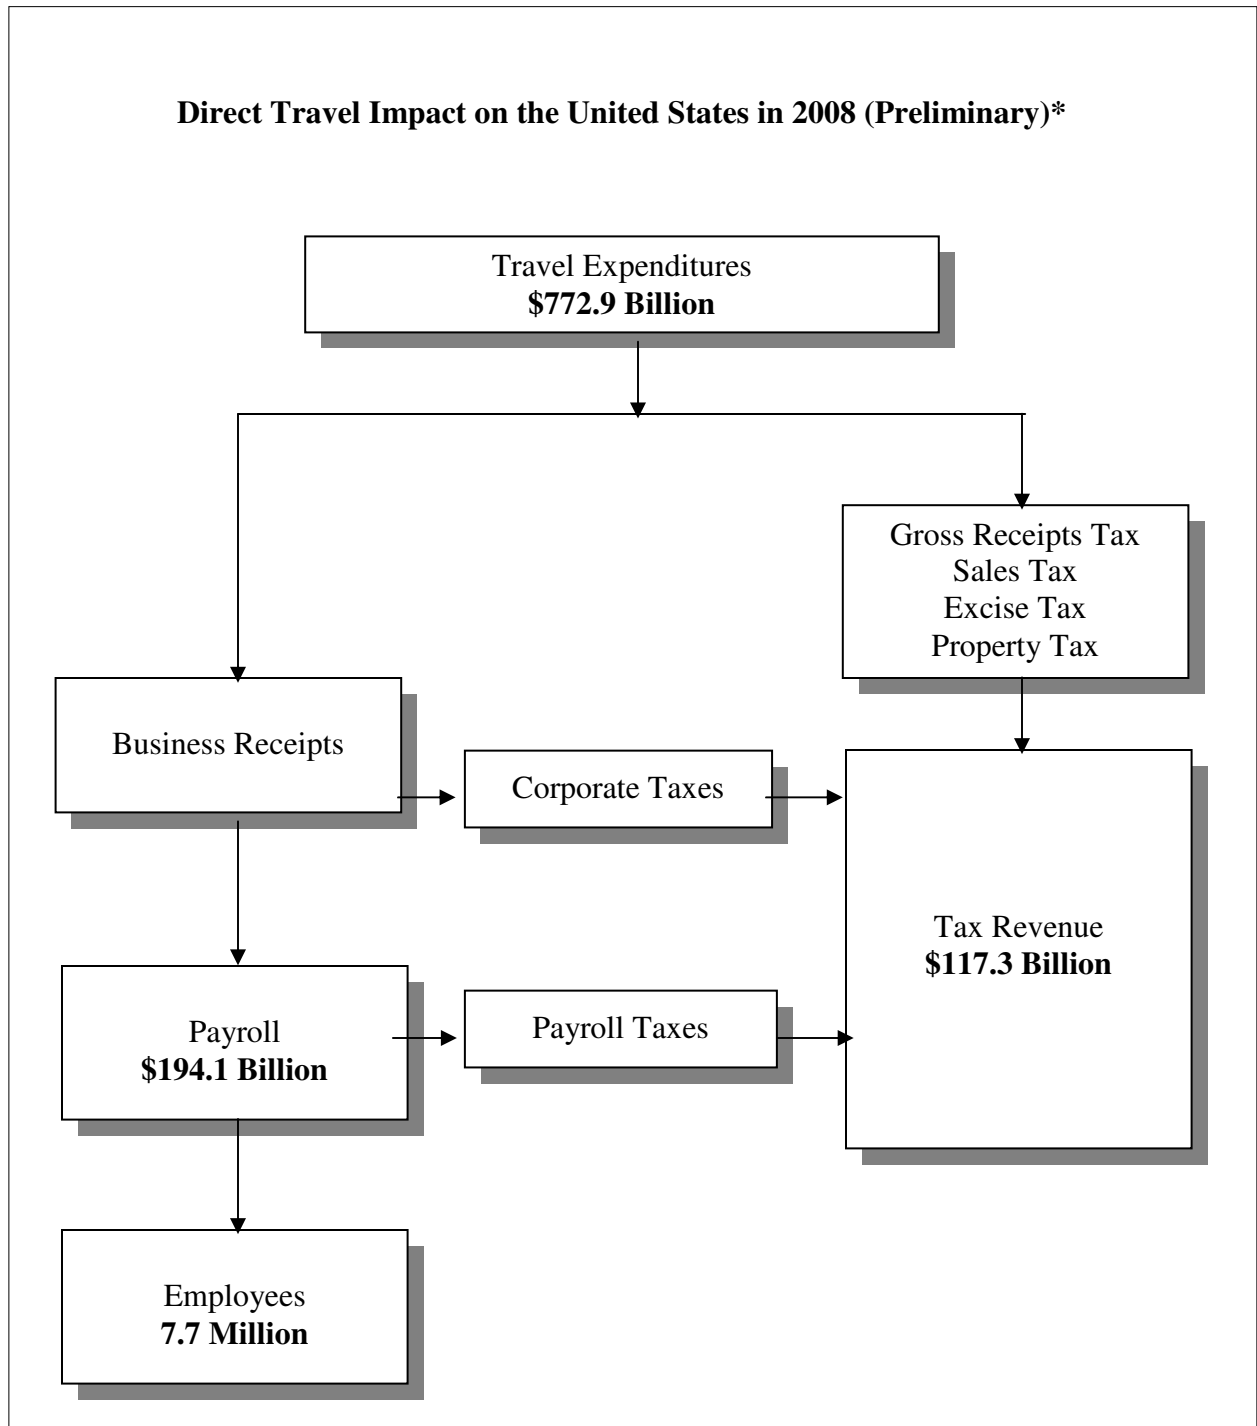 Direct Travel Impact on the United States in 2008 (Preliminary)*
Travel Expenditures
$772.9 Billion
Gross Receipts Tax
Sales Tax
Excise Tax
Property Tax
Business Receipts
Corporate Taxes
Tax Revenue
$117.3 Billion
Payroll
$194.1 Billion
Payroll Taxes
Employees
7.7 Million